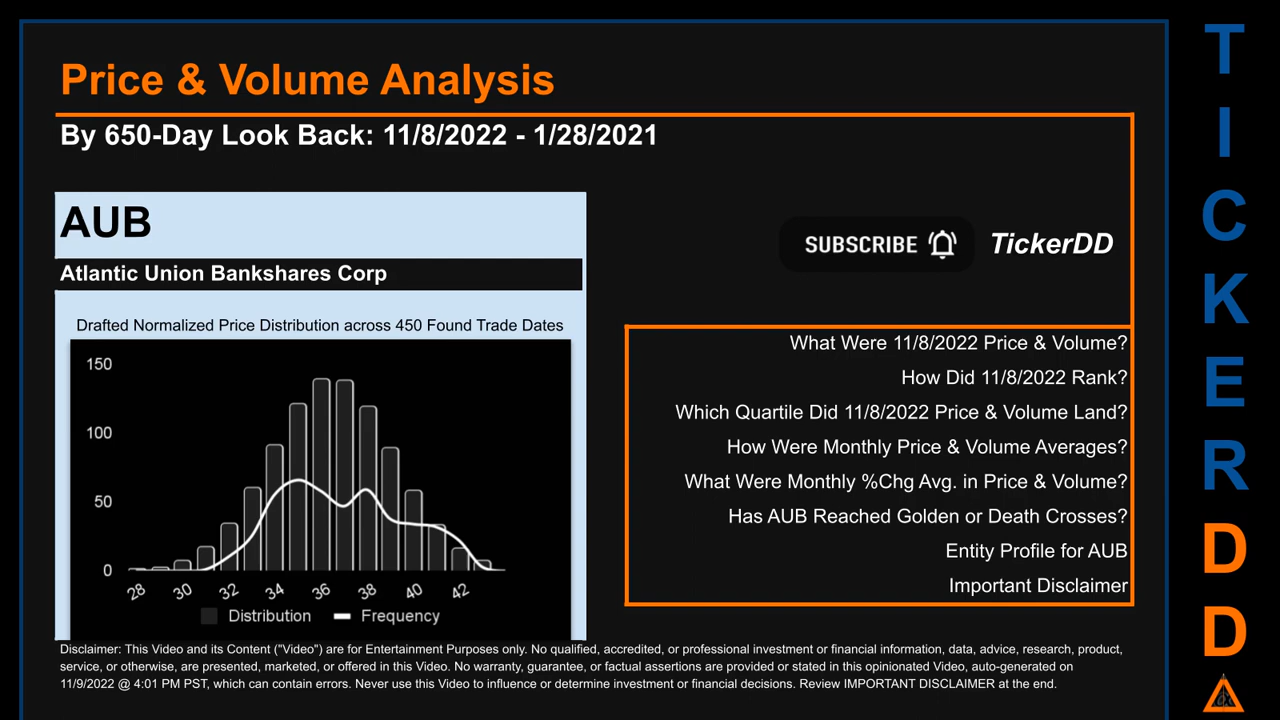 Price & Volume Analysis
By 650-Day Look Back: 11/8/2022 - 1/28/2021
AUB
Atlantic Union Bankshares Corp
Drafted Normalized Price Distribution across 450 Found Trade Dates
150
100
50
0
28 30 32 34 36 38 40 42
Distribution Frequency
SUBSCRIBE TickerDD
What Were 11/8/2022 Price & Volume?
How Did 11/8/2022 Rank?
Which Quartile Did 11/8/2022 Price & Volume Land?
How Were Monthly Price & Volume Averages?
What Were Monthly %Chg Avg. in Price & Volume?
Has AUB Reached Golden or Death Crosses?
Entity Profile for AUB
Important Disclaimer
Disclaimer: This Video and its Content ("Video") are for Entertainment Purposes only. No qualified, accredited, or professional investment or financial information, data, advice, research, product,
service, or otherwise, are presented, marketed, or offered in this Video. No warranty, guarantee, or factual assertions are provided or stated in this opinionated Video, auto-generated on
11/9/2022 @ 4:01 PM PST, which can contain errors. Never use this Video to influence or determine investment or financial decisions. Review IMPORTANT DISCLAIMER at the end.
TICKERDD